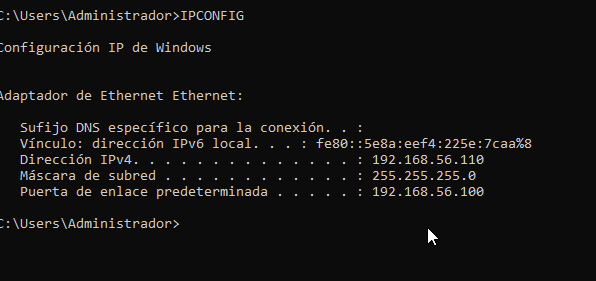 C:\Users\Administrador>IPCONFIG
Configuración IP de Windows
Adaptador de Ethernet Ethernet:
Sufijo DNS específico para la conexión. . :
Vínculo: dirección IPv6 local. . . : fe80::5e8a:eef4:225e:7caa%8
Dirección IPv4. . . . . . . . . . . . . . : 192.168.56.110
Máscara de subred . . . . . . . . . . . . : 255.255.255.0
Puerta de enlace predeterminada . . . . . : 192.168.56.100
C:\Users\Administrador>